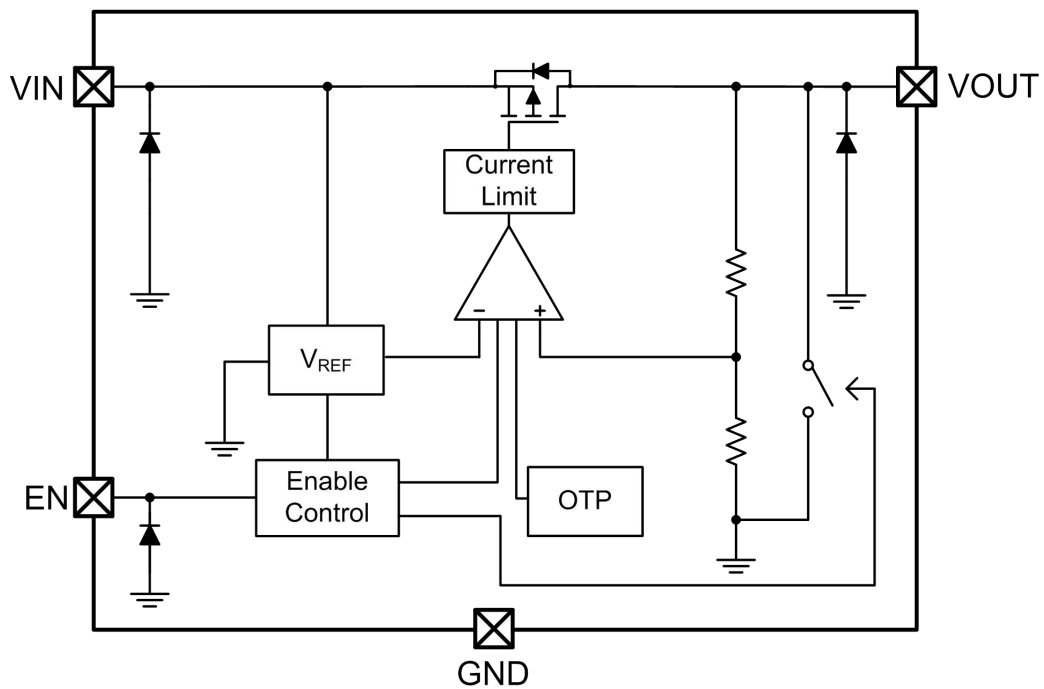 VIN
VOUT
Current
Limit
- +
VREF
EN
Enable
Control
OTP
GND